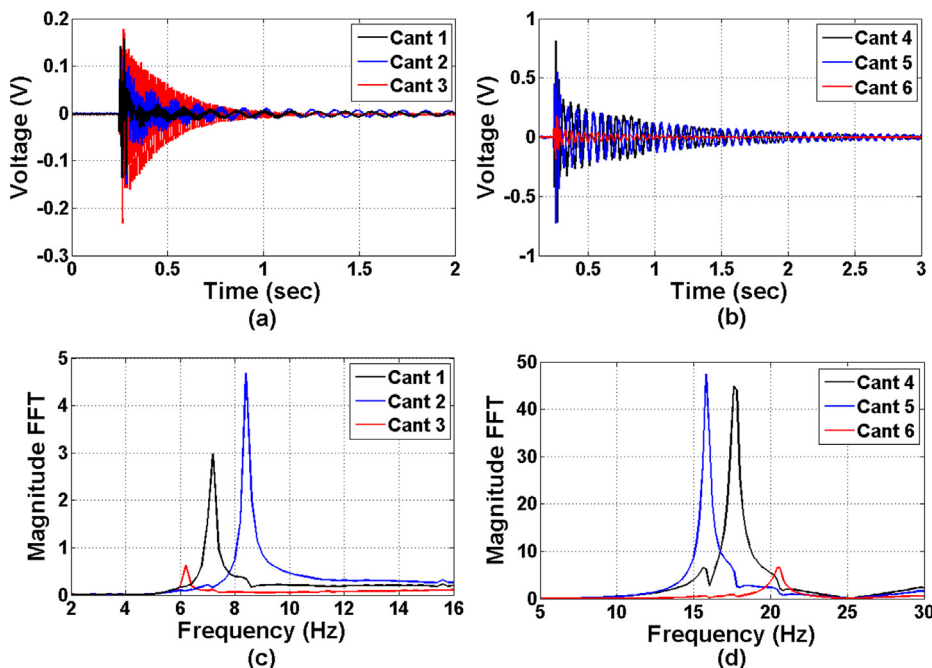 0.2
0.1
0
-0.1
-0.2
-0.3
Voltage (V)
Cant 1
Cant 2
Cant 3
0 0.5 1 1.5 2
Time (sec)
(a)
1
0.5
0
-0.5
-1
Voltage (V)
Cant 4
Cant 5
Cant 6
0.5 1 1.5 2 2.5 3
Time (sec)
(b)
5
4
3
2
1
0
Magnitude FFT
Cant 1
Cant 2
Cant 3
2 4 6 8 10 12 14 16
Frequency (Hz)
(c)
50
40
30
20
10
0
Magnitude FFT
Cant 4
Cant 5
Cant 6
5 10 15 20 25 30
Frequency (Hz)
(d)